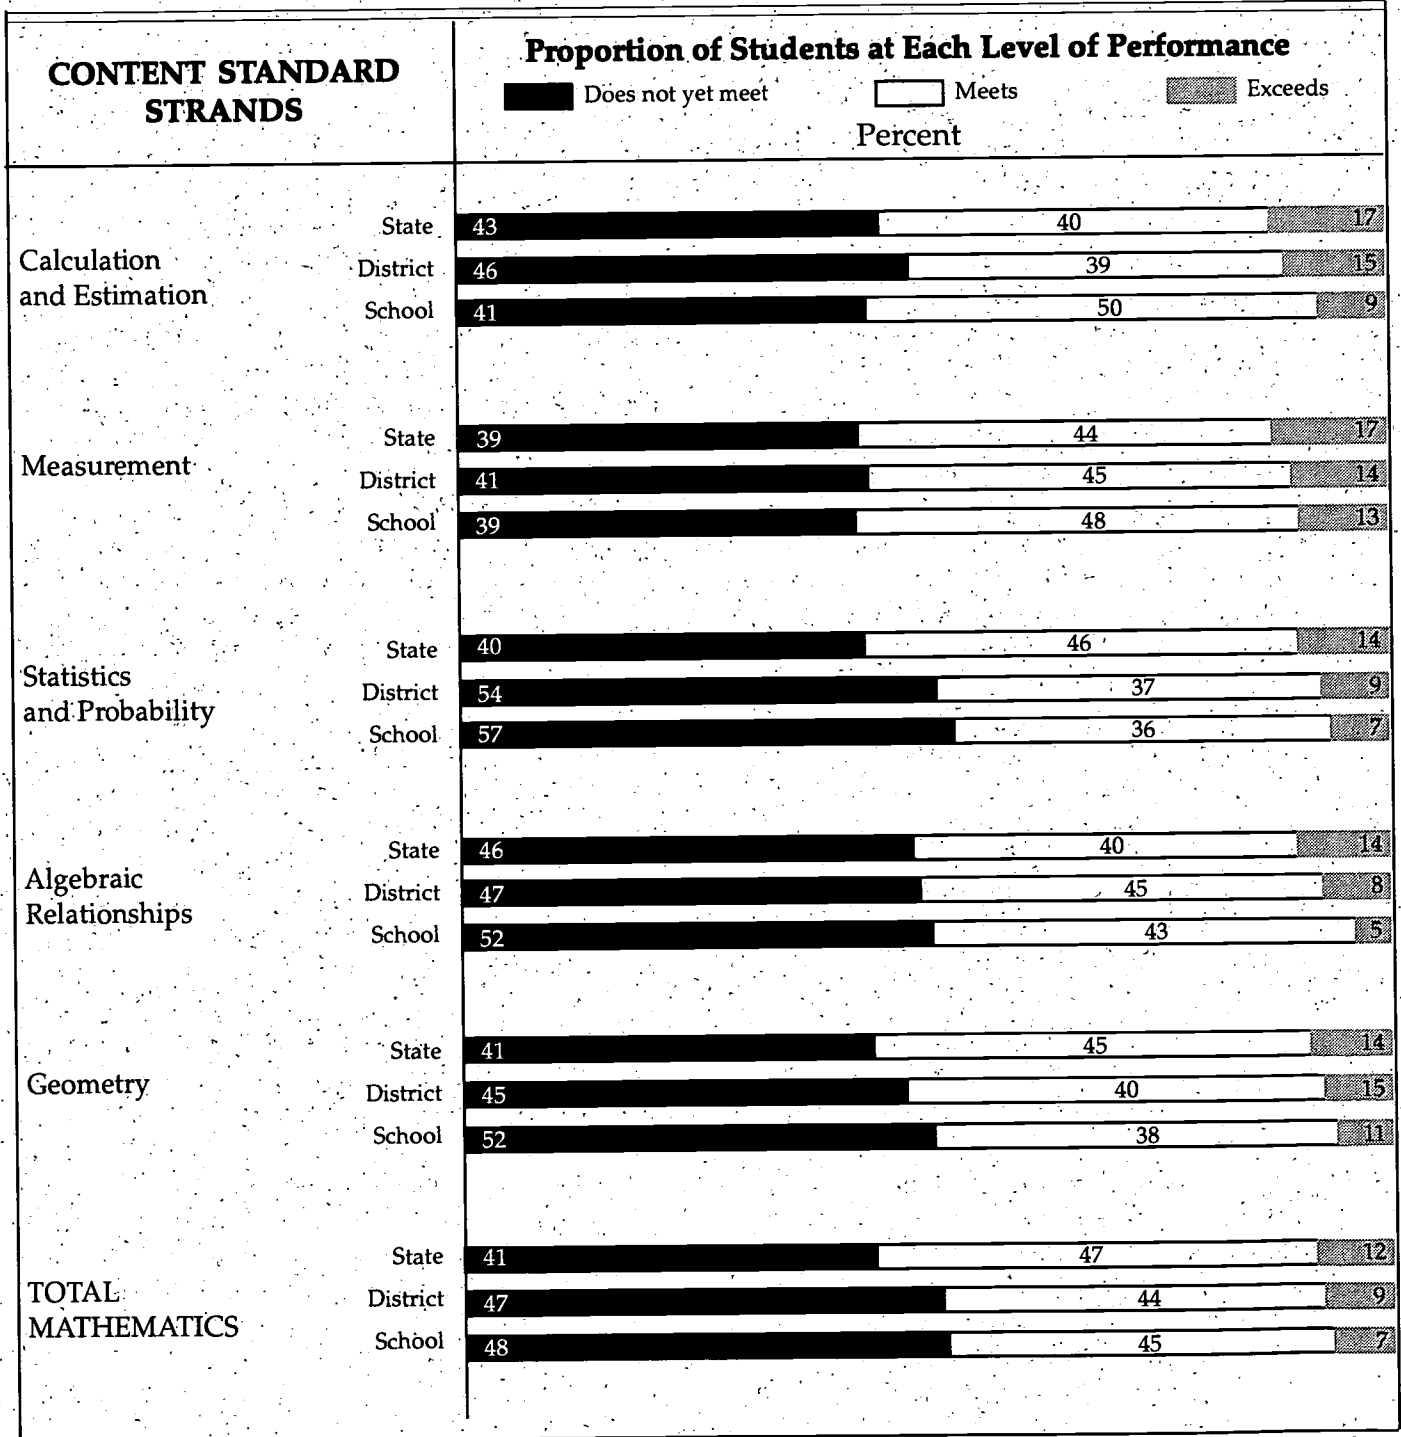 CONTENT STANDARD
STRANDS
Proportion of Students at Each Level of Performance
Does not yet meet Meets Exceeds
Percent
Calculation
and Estimation
State 43 40 17
District 46 39 15
School 41 50 9
Measurement
State 39 44 17
District 41 45 14
School 39 48 13
Statistics
and Probability
State 40 46 14
District 54 37 9
School 57 36 7
Algebraic
Relationships
State 46 40 14
District 47 45 8
School 52 43 5
Geometry
State 41 45 14
District 45 40 15
School 52 38 11
TOTAL
MATHEMATICS
State 41 47 12
District 47 44 9
School 48 45 7